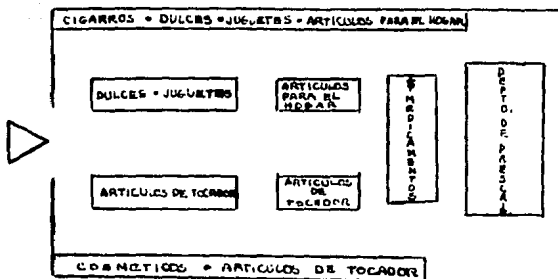 CIGARROS • DULCES • JUGUETES • ARTICULOS PARA EL HOGAR
DULCES • JUGUETES
ARTICULOS
PARA EL
HOGAR
MEDICAMENTOS
DEPTO. DE
ARTICULOS DE TOCADOR
ARTICULOS
DE
TOCADOR
COSMETICOS • ARTICULOS DE TOCADOR